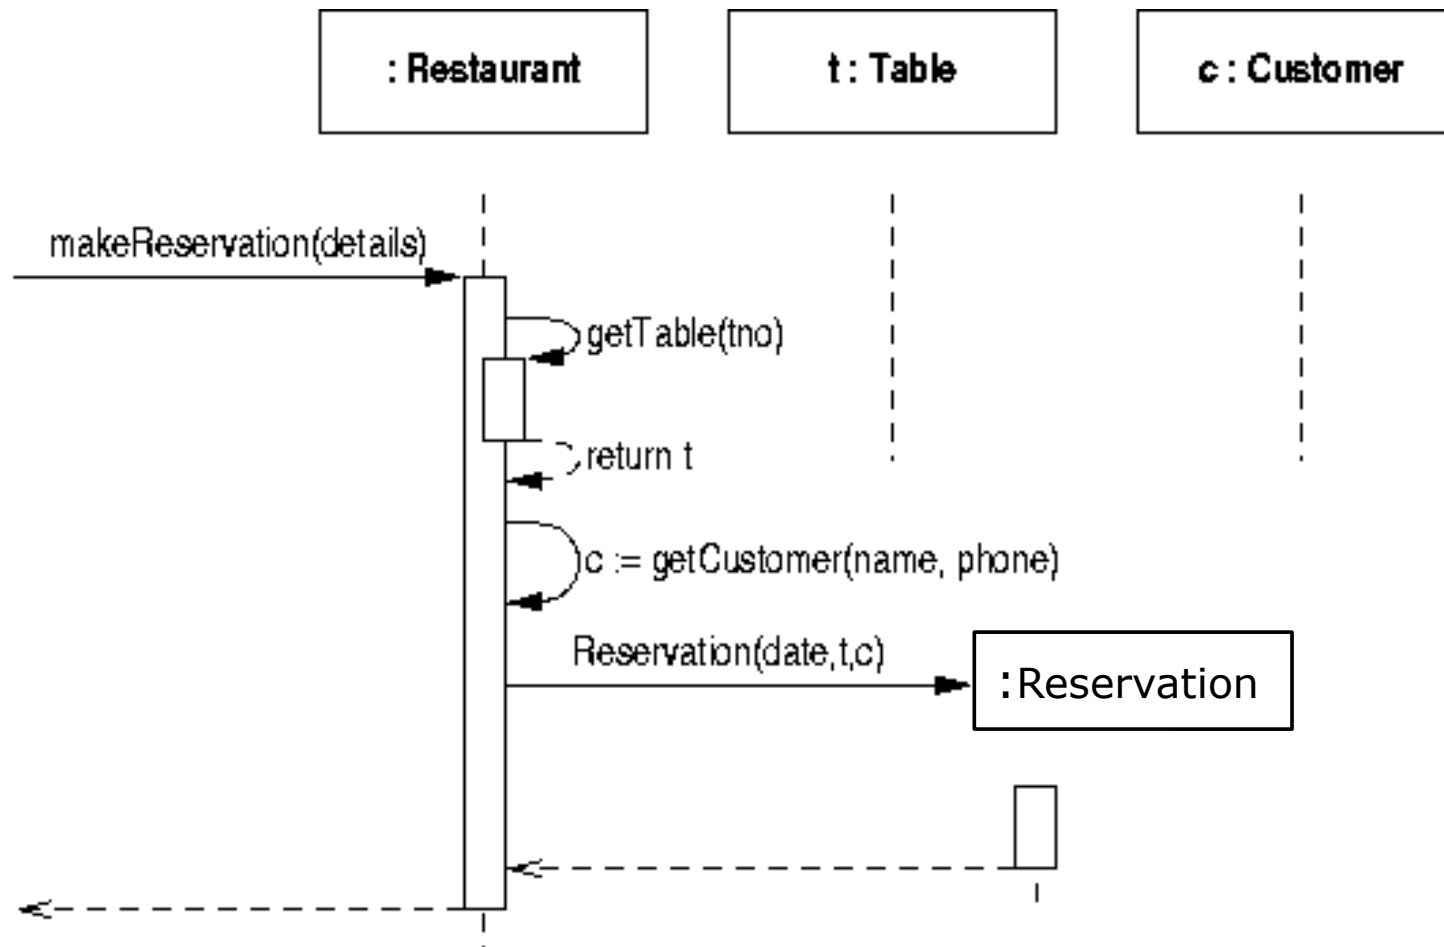 : Restaurant
t : Table
c : Customer
makeReservation(details)
getTable(tno)
return t
c := getCustomer(name, phone)
Reservation(date,t,c)
:Reservation